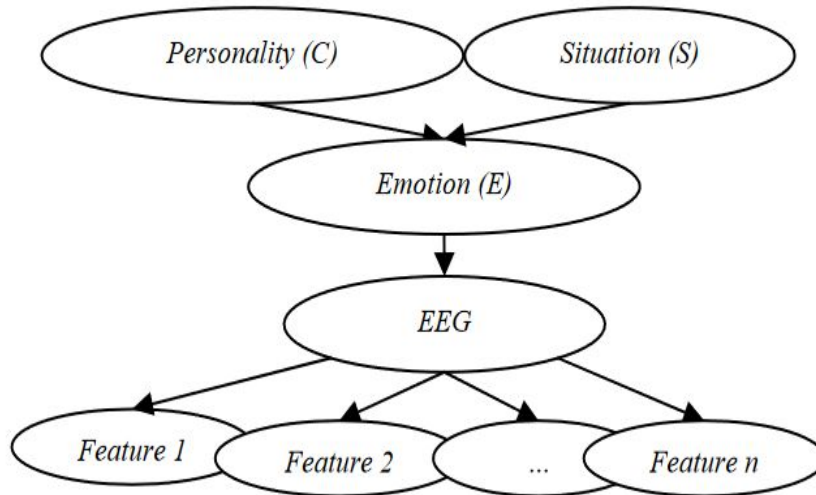 Personality (C)
Situation (S)
Emotion (E)
EEG
Feature 1
Feature 2
...
Feature n